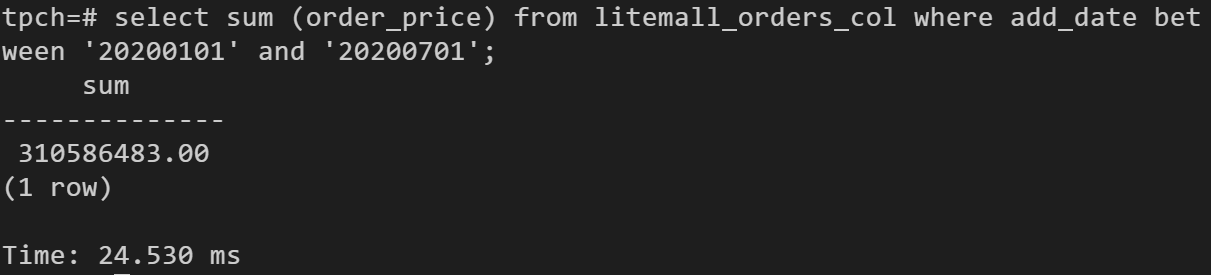 tpch=# select sum (order_price) from litemall_orders_col where add_date bet
ween '20200101' and '20200701';
     sum
--------------
 310586483.00
(1 row)

Time: 24.530 ms